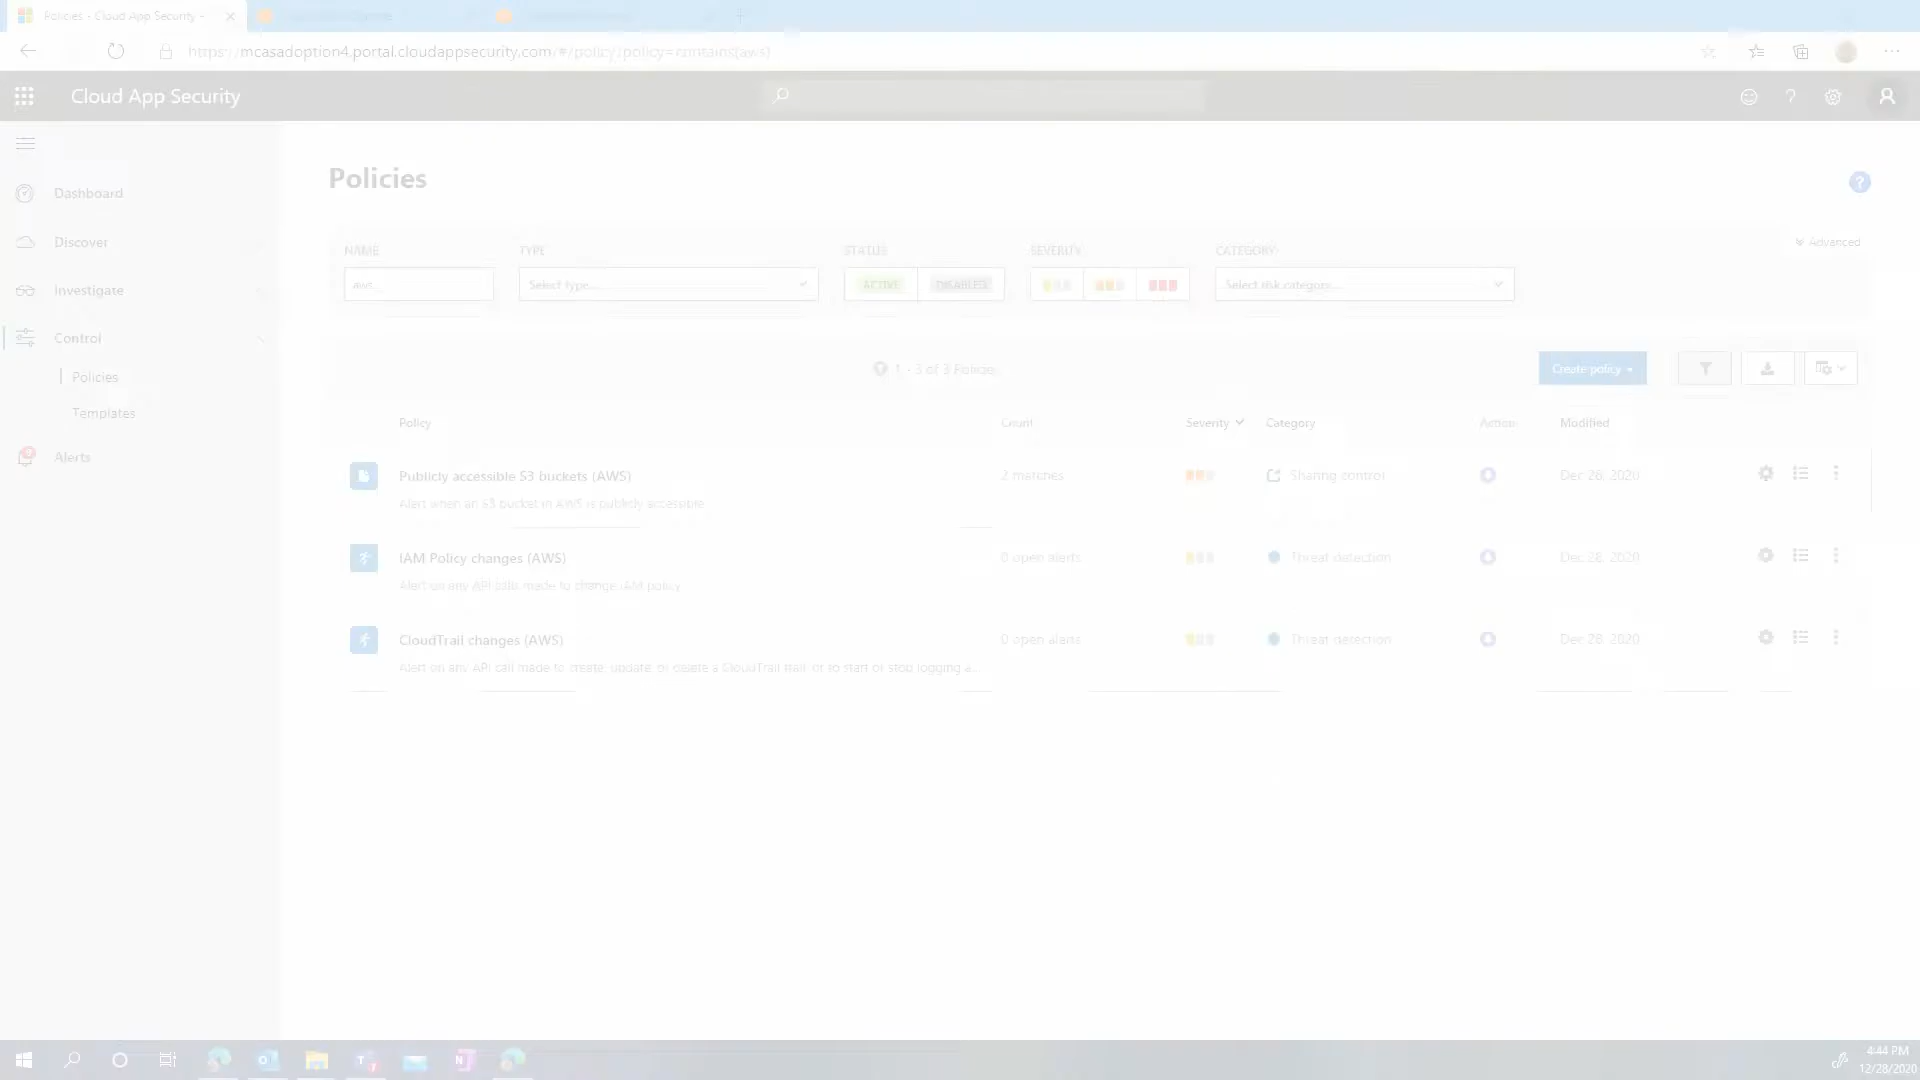 Policies - Cloud App Security -
https://mcasadoption4.portal.cloudappsecurity.com/#/policy?policy=contains(aws)
Cloud App Security
Dashboard
Discover
Investigate
Control
Policies
Templates
Alerts
Policies
Advanced
NAME
TYPE
STATUS
SEVERITY
CATEGORY
aws
Select type...
ACTIVE
DISABLED
Select risk category...
1 - 3 of 3 Policies
Create policy
Policy
Count
Severity
Category
Action
Modified
Publicly accessible S3 buckets (AWS)
Alert when an S3 bucket in AWS is publicly accessible
2 matches
Sharing control
Dec 28, 2020
IAM Policy changes (AWS)
Alert on any API calls made to change IAM policy
0 open alerts
Threat detection
Dec 28, 2020
CloudTrail changes (AWS)
Alert on any API call made to create, update, or delete a CloudTrail trail, or to start or stop logging a...
0 open alerts
Threat detection
Dec 28, 2020
4:44 PM
12/28/2020